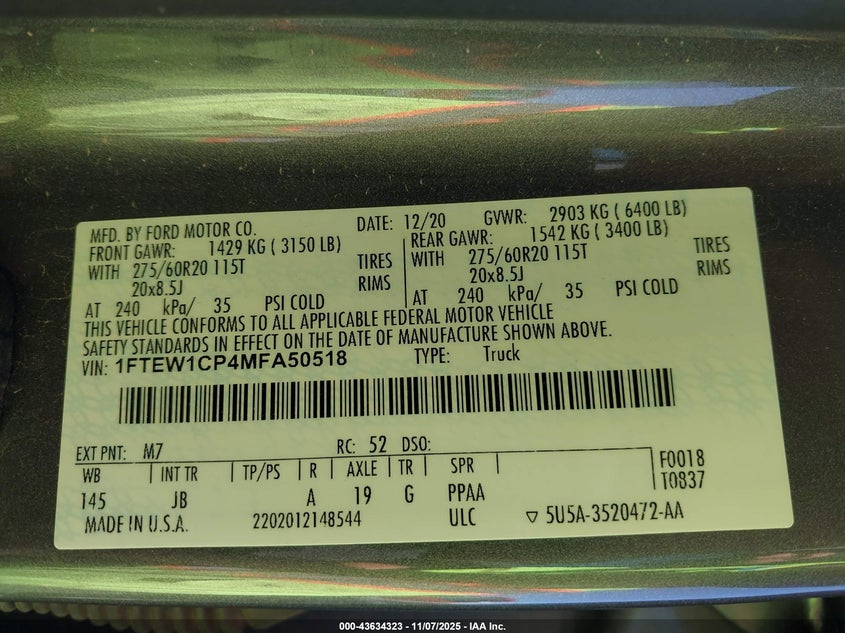 MFD. BY FORD MOTOR CO. DATE: 12/20 GVWR: 2903 KG ( 6400 LB)
FRONT GAWR: 1429 KG ( 3150 LB) REAR GAWR: 1542 KG ( 3400 LB)
WITH 275/60R20 115T TIRES WITH 275/60R20 115T TIRES
20x8.5J RIMS 20x8.5J RIMS
AT 240 kPa/ 35 PSI COLD AT 240 kPa/ 35 PSI COLD
THIS VEHICLE CONFORMS TO ALL APPLICABLE FEDERAL MOTOR VEHICLE
SAFETY STANDARDS IN EFFECT ON THE DATE OF MANUFACTURE SHOWN ABOVE.
VIN: 1FTEW1CP4MFA50518 TYPE: Truck
EXT PNT: M7 RC: 52 DSO:
WB INT TR TP/PS R AXLE TR SPR F0018
145 JB A 19 G PPAA T0837
MADE IN U.S.A. 2202012148544 ULC ▽ 5U5A-3520472-AA
000-43634323 - 11/07/2025 - IAA Inc.